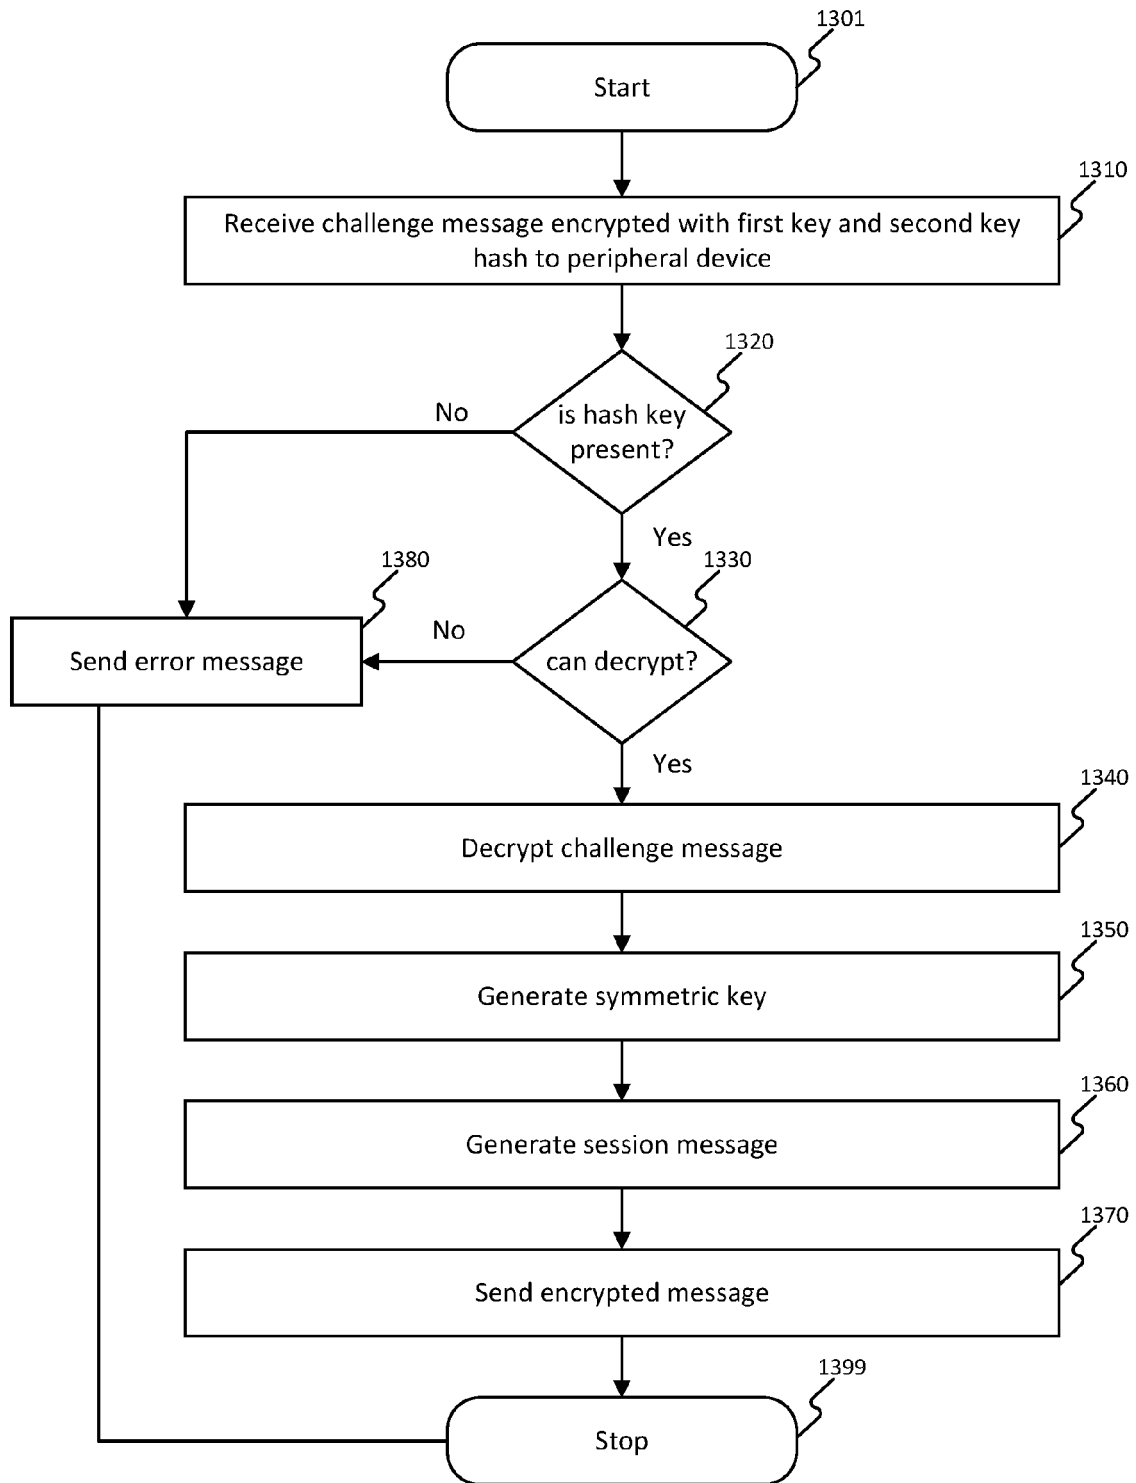 1301
Start
1310
Receive challenge message encrypted with first key and second key
hash to peripheral device
1320
No
is hash key
present?
Yes
1380
1330
No
Send error message
can decrypt?
Yes
1340
Decrypt challenge message
1350
Generate symmetric key
1360
Generate session message
1370
Send encrypted message
1399
Stop